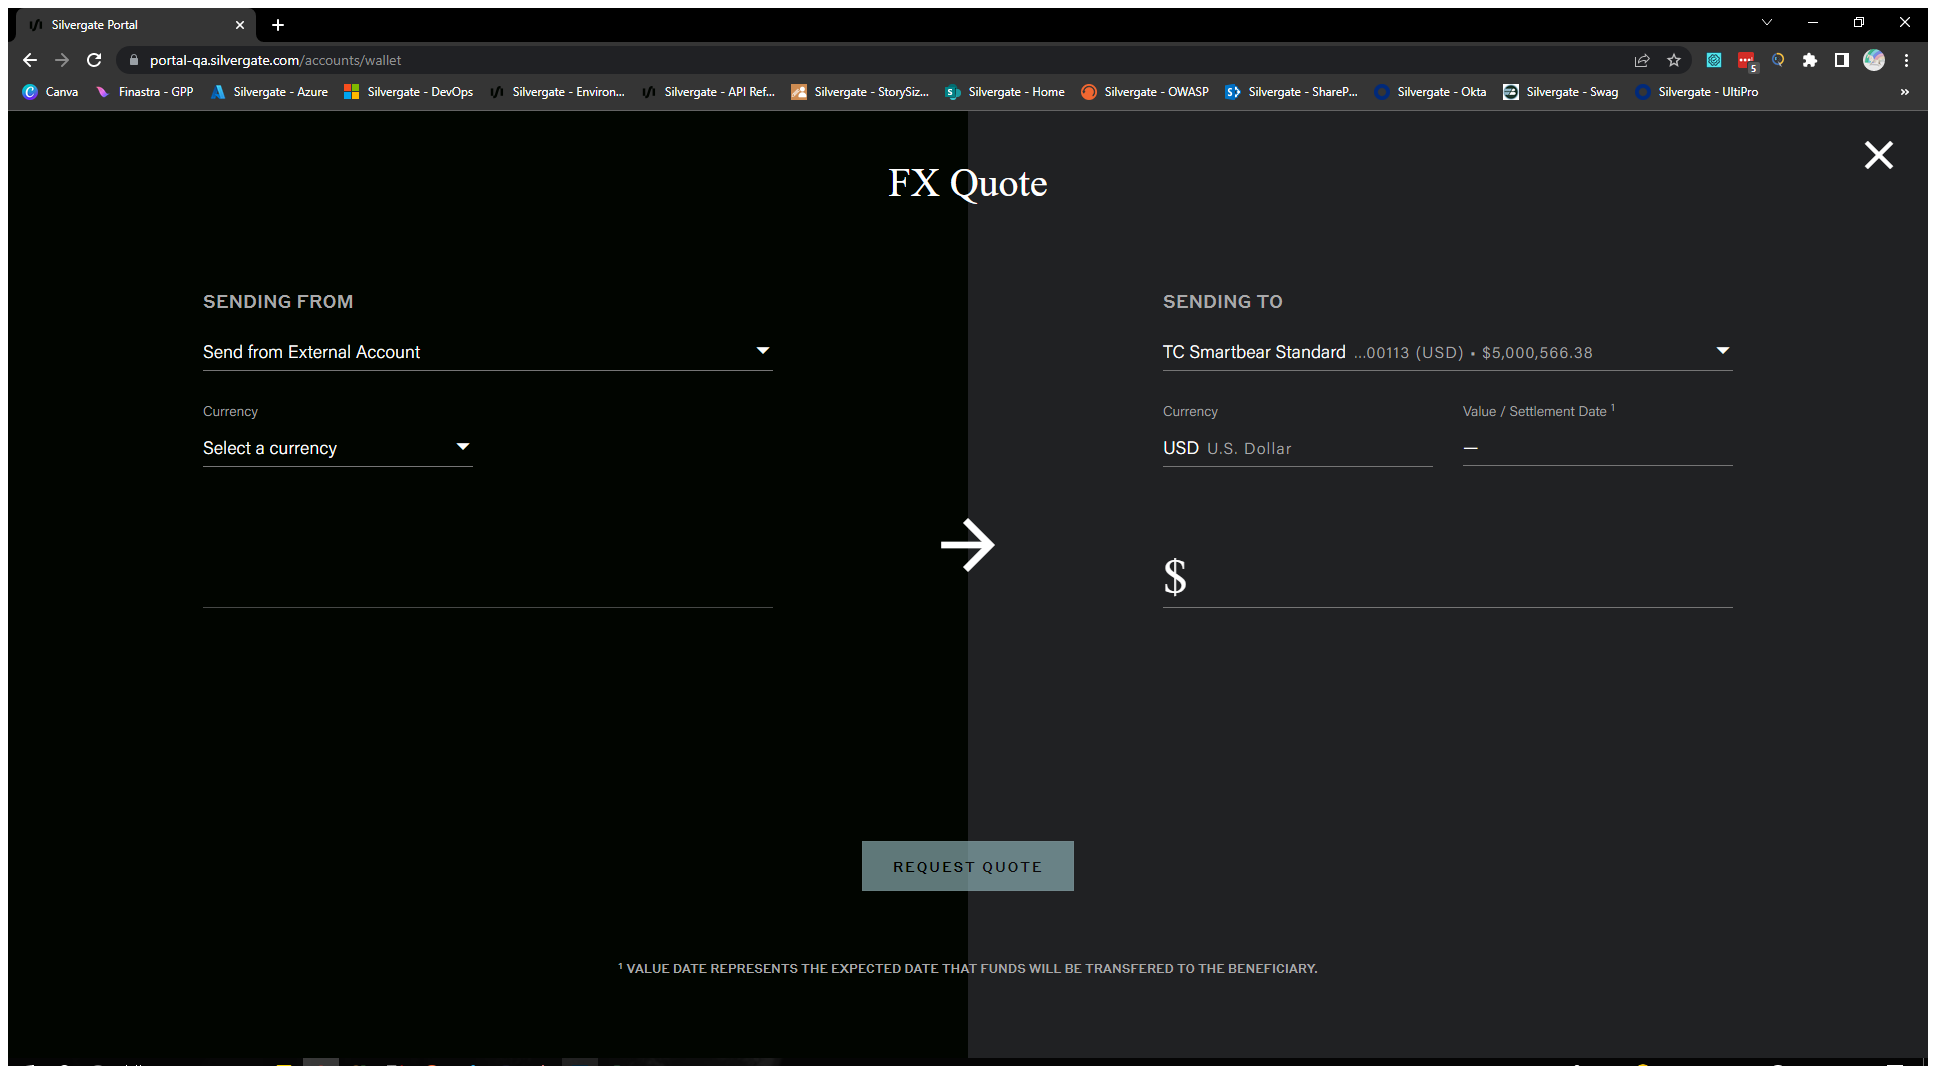 Silvergate Portal
portal-qa.silvergate.com/accounts/wallet
5
Canva Finastra - GPP Silvergate - Azure Silvergate - DevOps Silvergate - Environ... Silvergate - API Ref... Silvergate - StorySiz... Silvergate - Home Silvergate - OWASP Silvergate - ShareP... Silvergate - Okta Silvergate - Swag Silvergate - UltiPro »
FX Quote
SENDING FROM
Send from External Account
Currency
Select a currency
SENDING TO
TC Smartbear Standard ...00113 (USD) • $5,000,566.38
Currency Value / Settlement Date 1
USD U.S. Dollar —
$
REQUEST QUOTE
1 VALUE DATE REPRESENTS THE EXPECTED DATE THAT FUNDS WILL BE TRANSFERED TO THE BENEFICIARY.